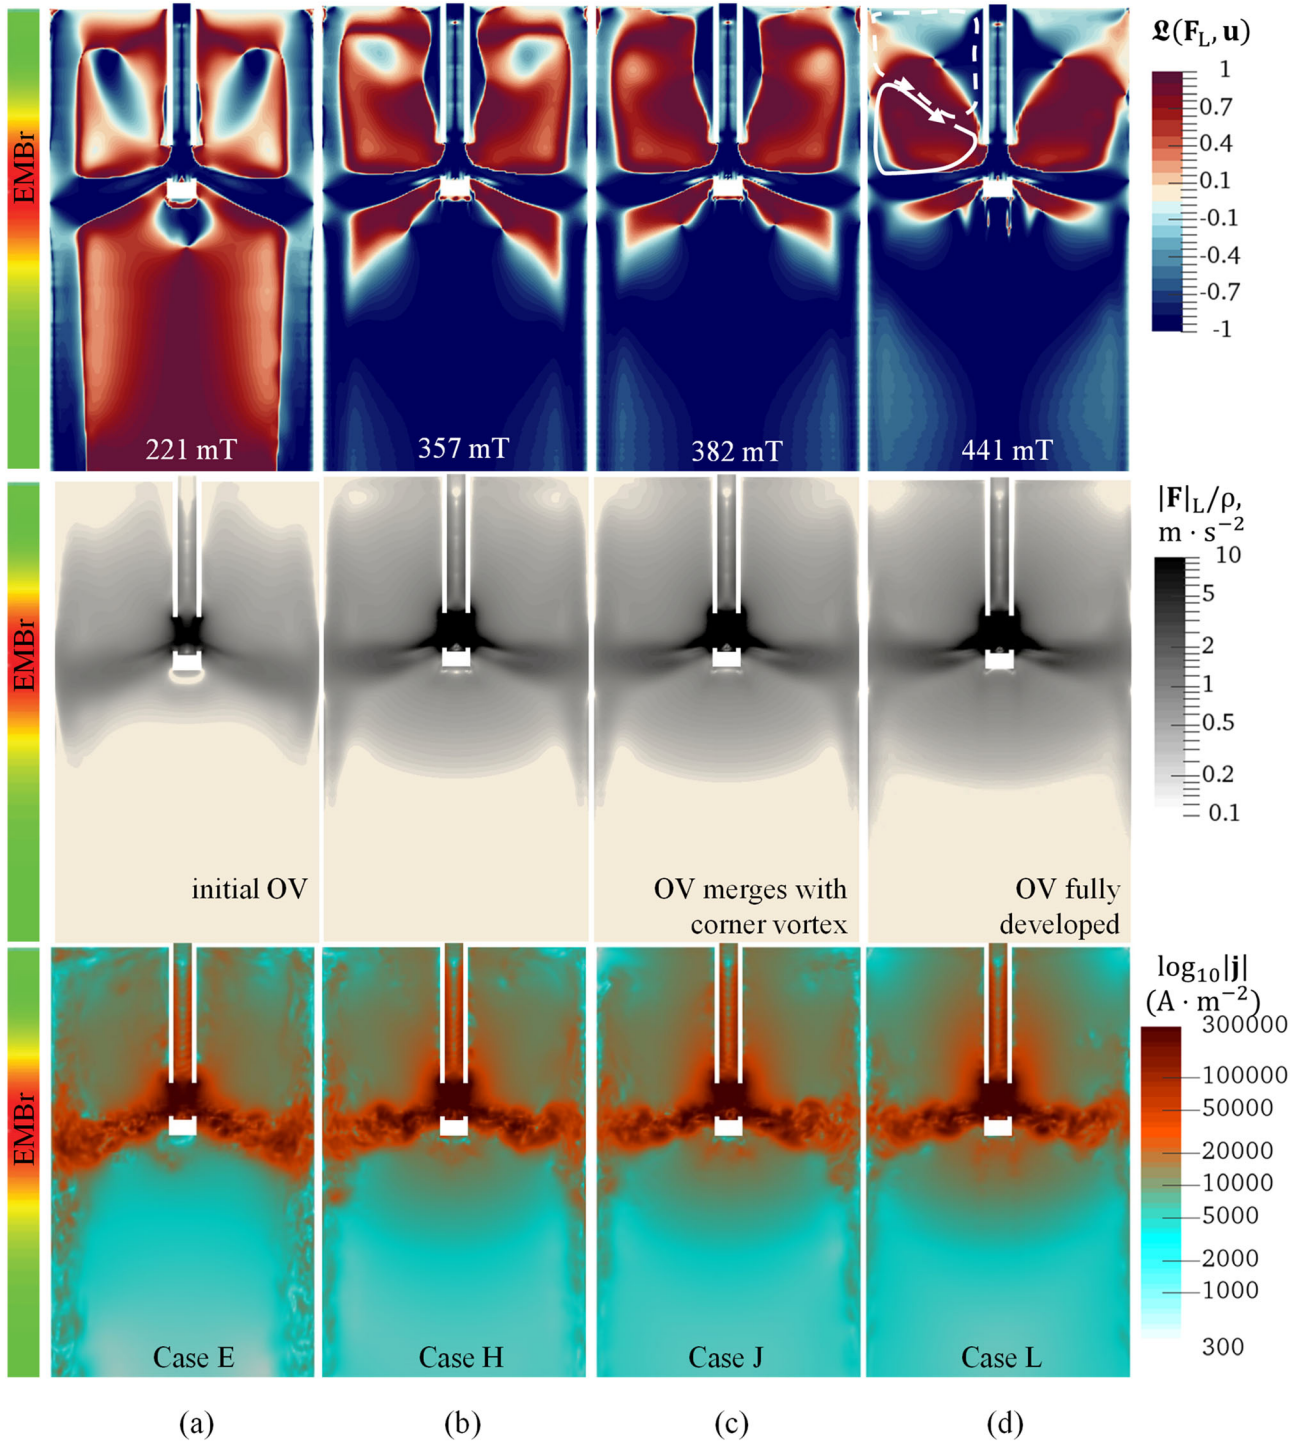 EMBr
221 mT
357 mT
382 mT
441 mT
𝕷(F_L, u)
1
0.7
0.4
0.1
-0.1
-0.4
-0.7
-1
EMBr
initial OV
OV merges with
corner vortex
OV fully
developed
|F|_L/ρ,
m · s⁻²
10
5
2
1
0.5
0.2
0.1
EMBr
Case E
Case H
Case J
Case L
log₁₀|j|
(A · m⁻²)
300000
100000
50000
20000
10000
5000
2000
1000
300
(a)
(b)
(c)
(d)